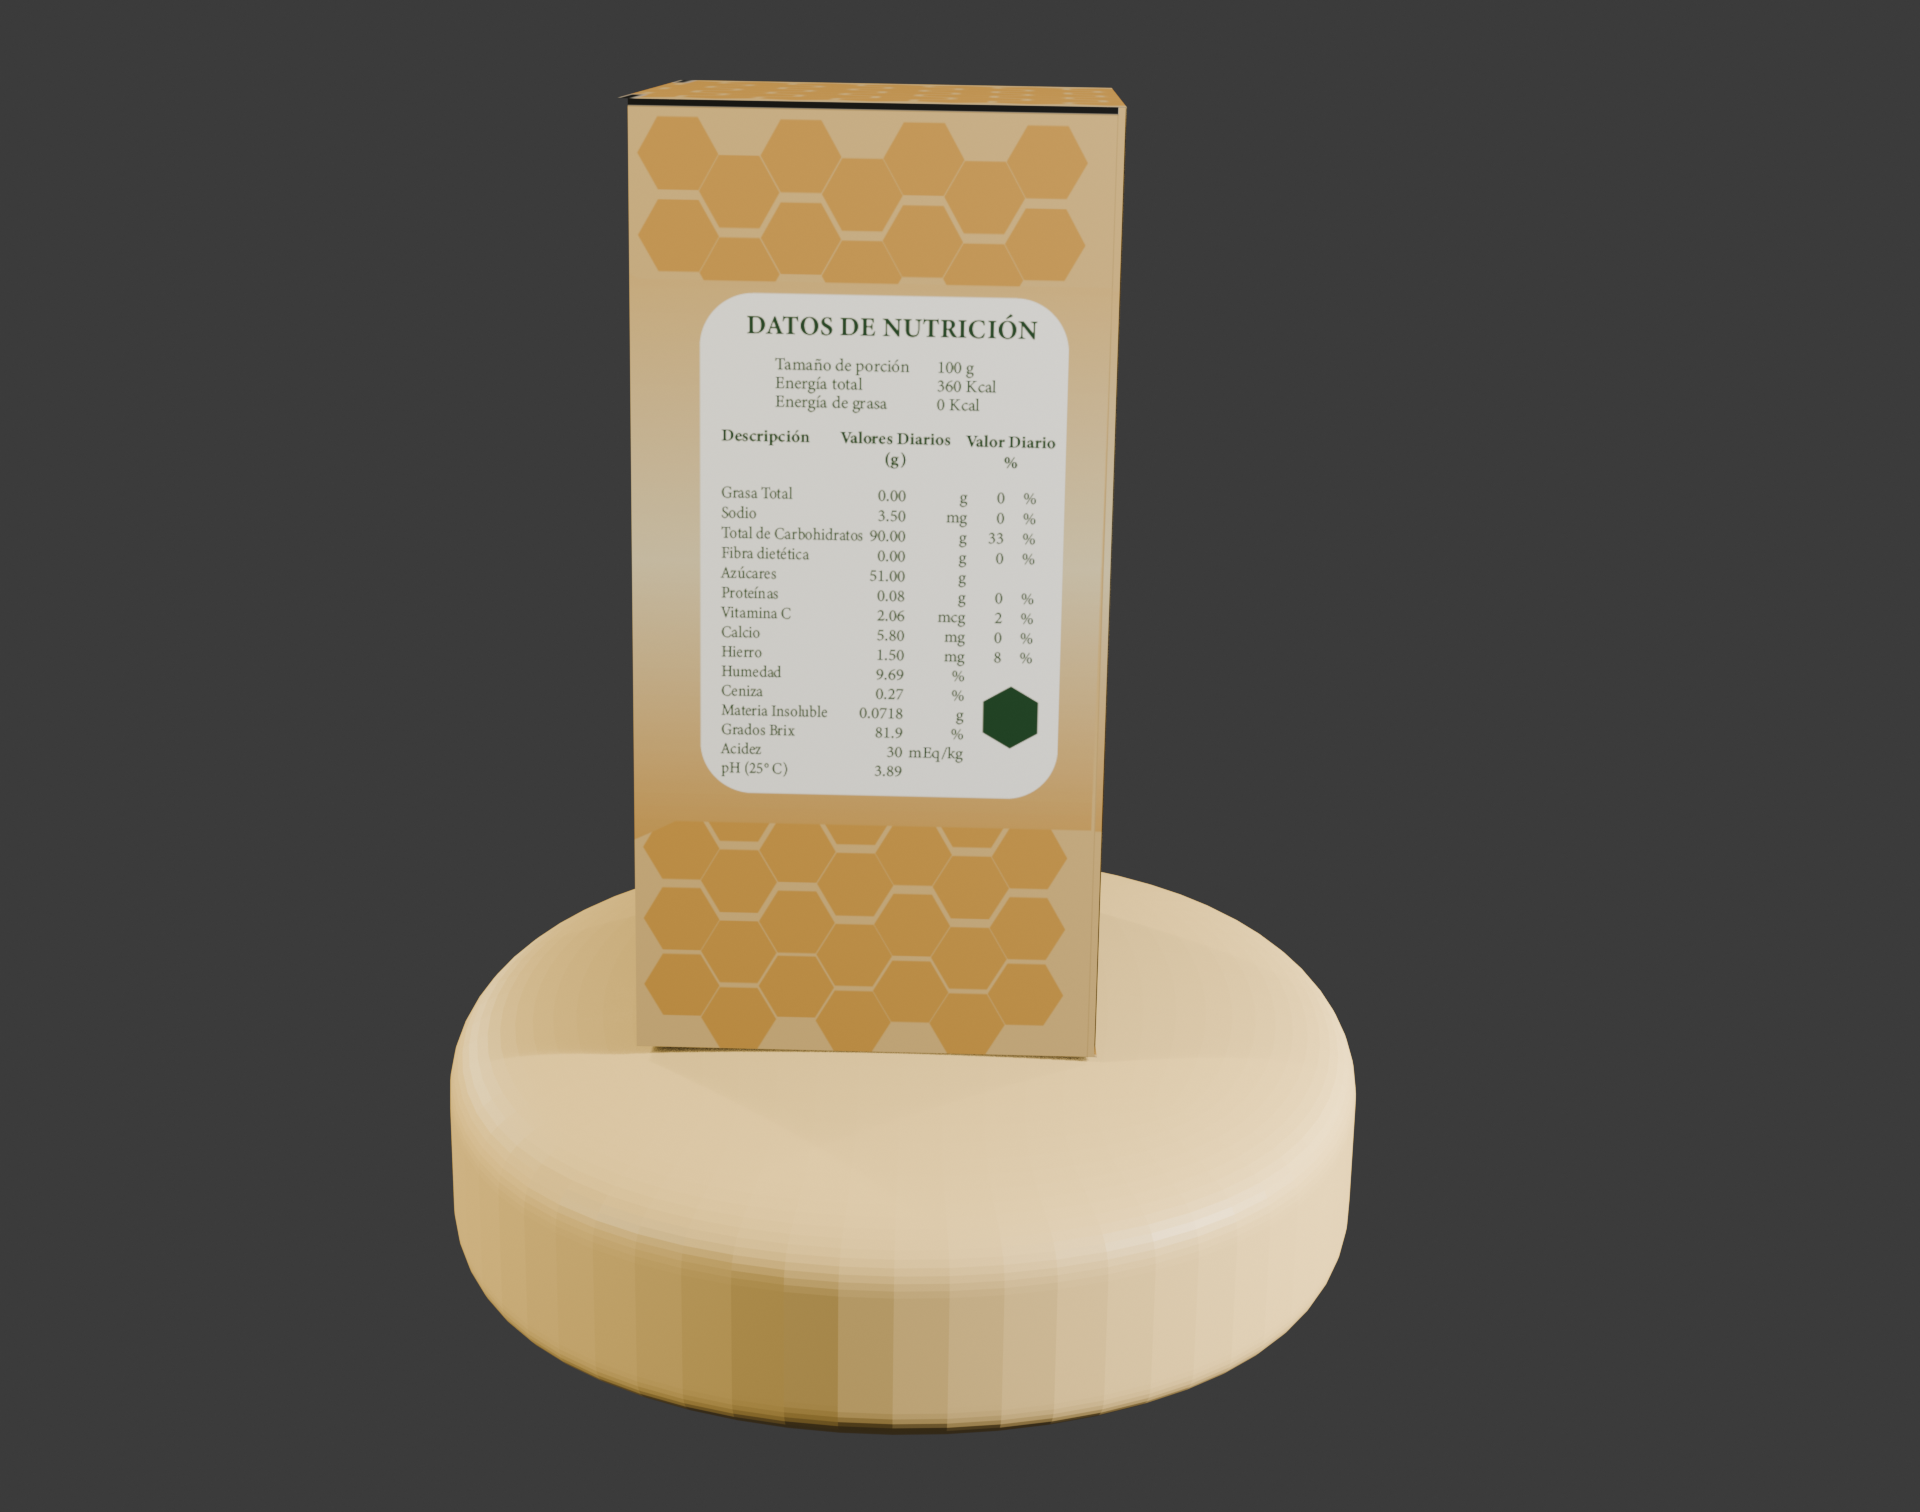 DATOS DE NUTRICIÓN
Tamaño de porción 100 g
Energía total 360 Kcal
Energía de grasa 0 Kcal
Descripción Valores Diarios (g) Valor Diario %
Grasa Total 0.00 g 0 %
Sodio 3.50 mg 0 %
Total de Carbohidratos 90.00 g 33 %
Fibra dietética 0.00 g 0 %
Azúcares 51.00 g
Proteínas 0.08 g 0 %
Vitamina C 2.06 mcg 2 %
Calcio 5.80 mg 0 %
Hierro 1.50 mg 8 %
Humedad 9.69 %
Ceniza 0.27 %
Materia Insoluble 0.0718 g
Grados Brix 81.9 %
Acidez 30 mEq/kg
pH (25° C) 3.89